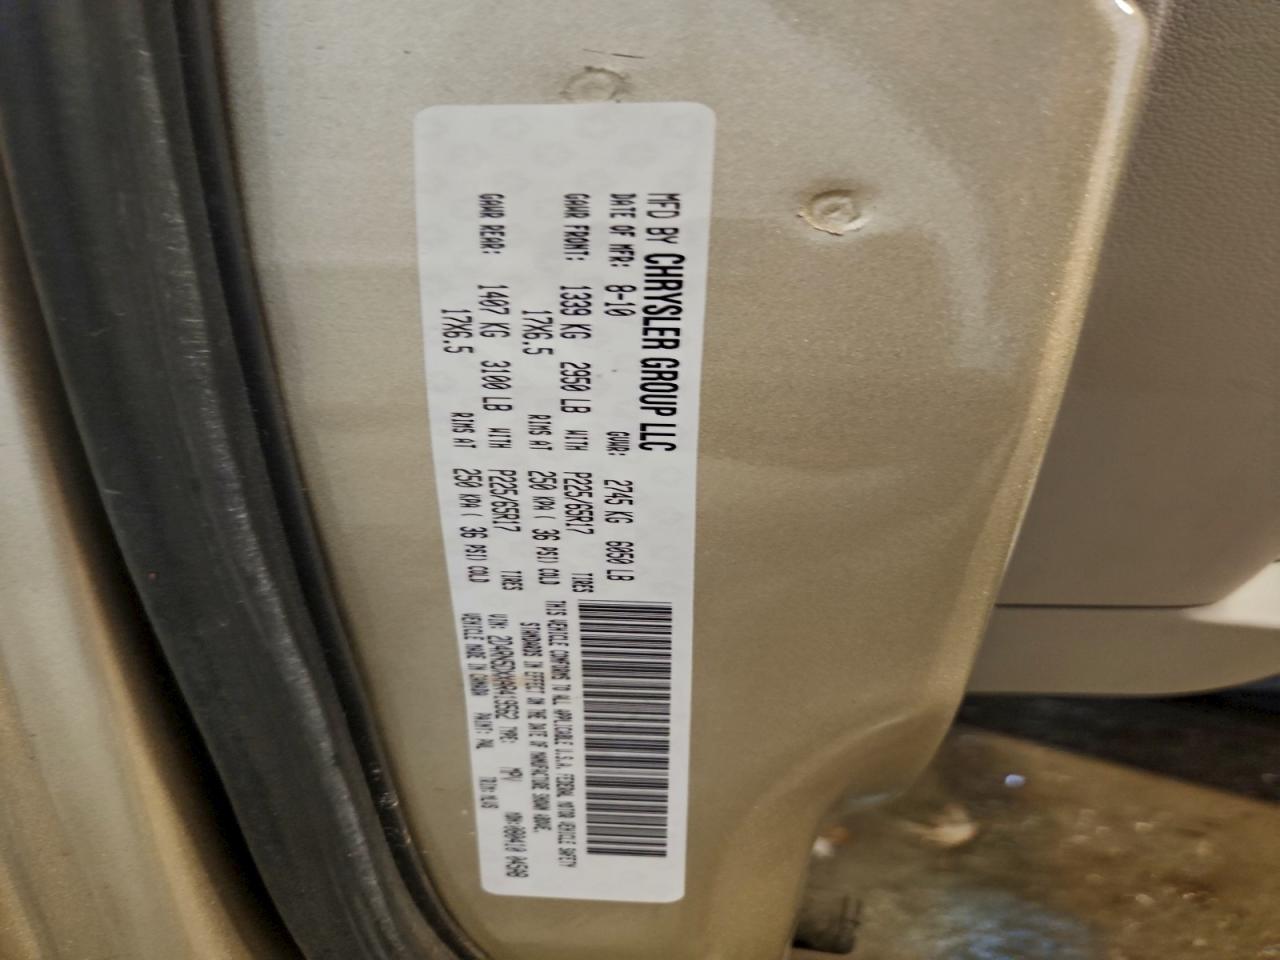 MFD BY CHRYSLER GROUP LLC
DATE OF MFR: 8-10 GVWR: 2745 KG 6050 LB
GAWR FRONT: 1339 KG 2950 LB WITH P225/65R17 TIRES
17X6.5 RIMS AT 250 KPA ( 36 PSI) COLD
GAWR REAR: 1407 KG 3100 LB WITH P225/65R17 TIRES
17X6.5 RIMS AT 250 KPA ( 36 PSI) COLD
THIS VEHICLE CONFORMS TO ALL APPLICABLE U.S.A. FEDERAL MOTOR VEHICLE SAFETY
STANDARDS IN EFFECT ON THE DATE OF MANUFACTURE SHOWN ABOVE.
VIN: TYPE: MPV
VEHICLE MADE IN CANADA PAINT: